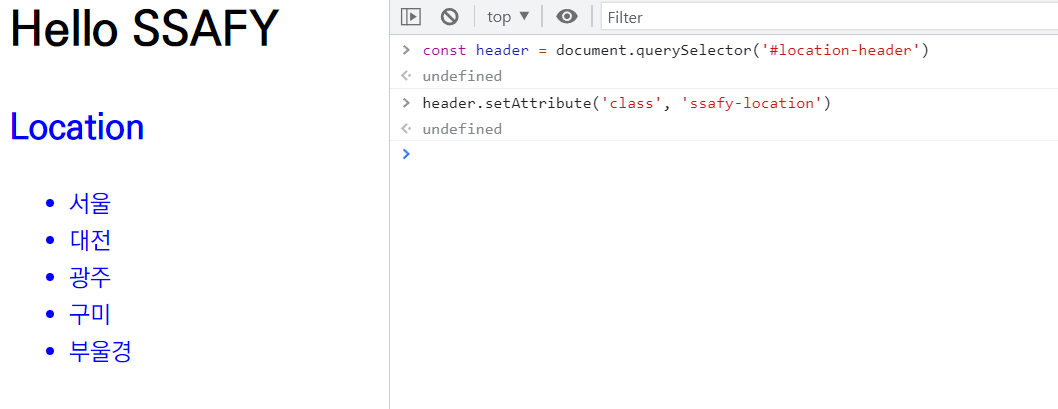 Hello SSAFY
Location
서울
대전
광주
구미
부울경
top ▼
Filter
> const header = document.querySelector('#location-header')
undefined
> header.setAttribute('class', 'ssafy-location')
undefined
>